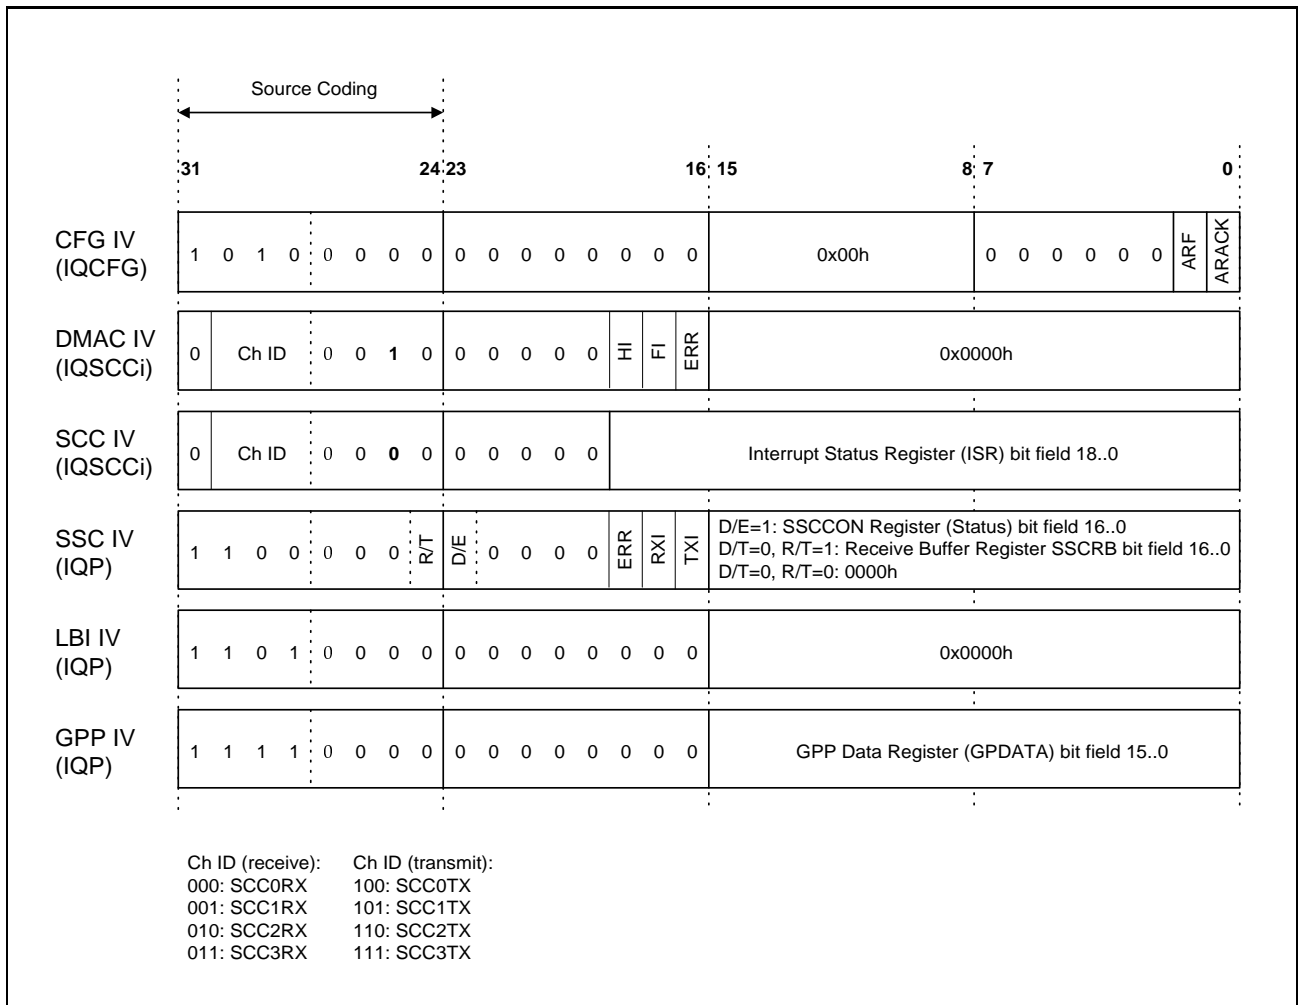 Source Coding
31 24 23 16 15 8 7 0
CFG IV
(IQCFG)
1 0 1 0 0 0 0 0 0 0 0 0 0 0 0 0 0x00h 0 0 0 0 0 0 ARF ARACK
DMAC IV
(IQSCCi)
0 Ch ID 0 0 1 0 0 0 0 0 0 HI FI ERR 0x0000h
SCC IV
(IQSCCi)
0 Ch ID 0 0 0 0 0 0 0 0 0 Interrupt Status Register (ISR) bit field 18..0
SSC IV
(IQP)
1 1 0 0 0 0 0 R/T D/E 0 0 0 0 ERR RXI TXI
D/E=1: SSCCON Register (Status) bit field 16..0
D/T=0, R/T=1: Receive Buffer Register SSCRB bit field 16..0
D/T=0, R/T=0: 0000h
LBI IV
(IQP)
1 1 0 1 0 0 0 0 0 0 0 0 0 0 0 0 0x0000h
GPP IV
(IQP)
1 1 1 1 0 0 0 0 0 0 0 0 0 0 0 0 GPP Data Register (GPDATA) bit field 15..0
Ch ID (receive): Ch ID (transmit):
000: SCC0RX 100: SCC0TX
001: SCC1RX 101: SCC1TX
010: SCC2RX 110: SCC2TX
011: SCC3RX 111: SCC3TX